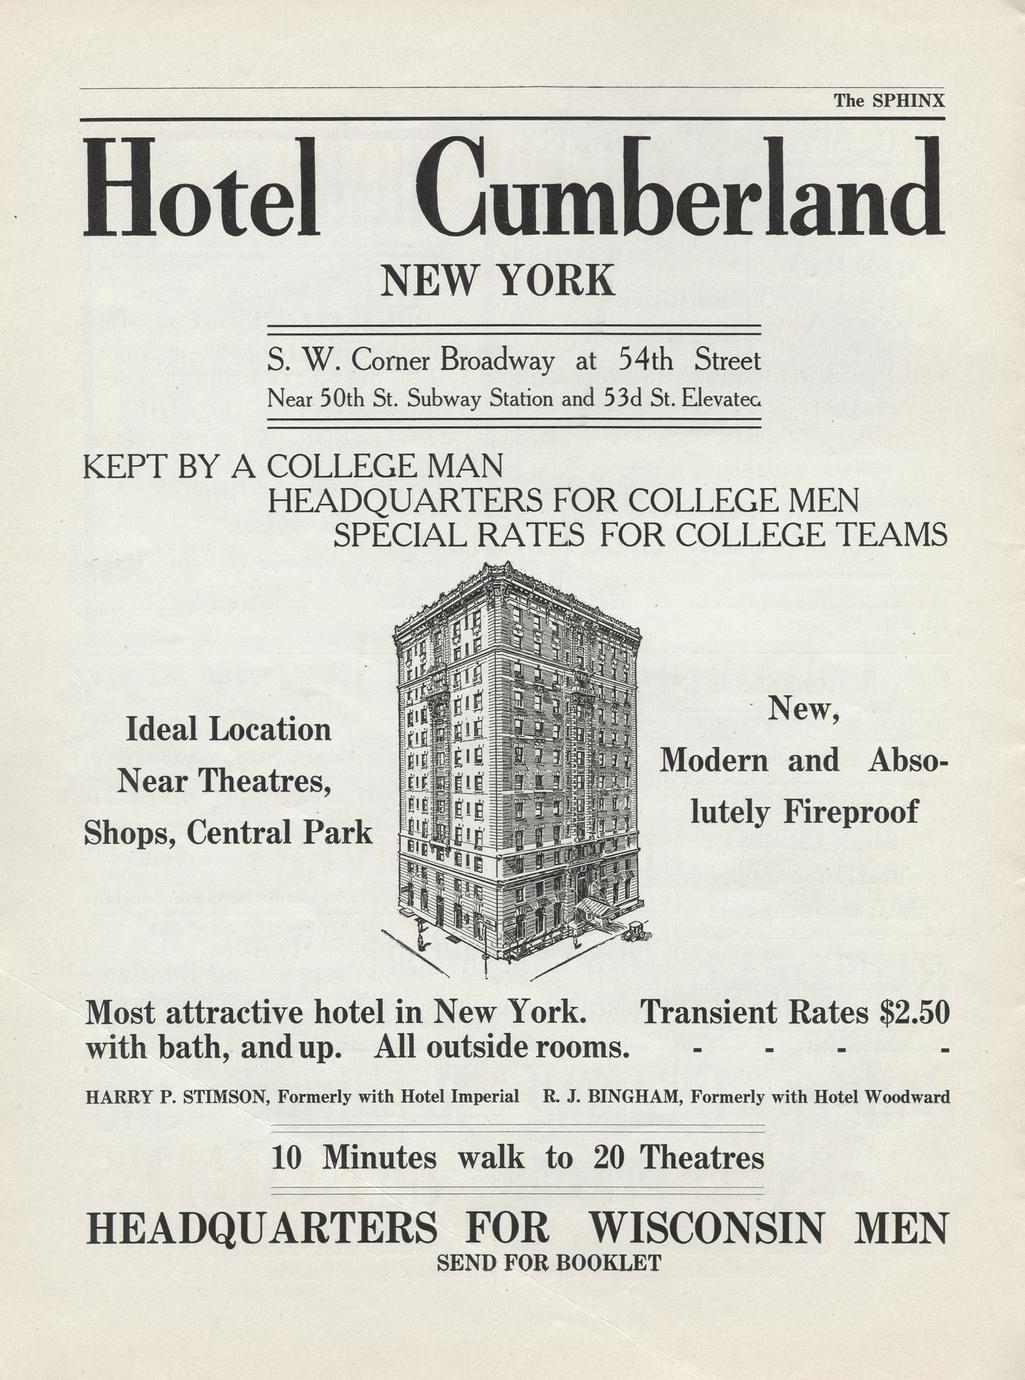 The SPHINX
Hotel Cumberland
NEW YORK
S. W. Corner Broadway at 54th Street
Near 50th St. Subway Station and 53d St. Elevated
KEPT BY A COLLEGE MAN
HEADQUARTERS FOR COLLEGE MEN
SPECIAL RATES FOR COLLEGE TEAMS
Ideal Location
Near Theatres,
Shops, Central Park
New,
Modern and Abso-
lutely Fireproof
Most attractive hotel in New York. Transient Rates $2.50
with bath, and up. All outside rooms. - - - -
HARRY P. STIMSON, Formerly with Hotel Imperial R. J. BINGHAM, Formerly with Hotel Woodward
10 Minutes walk to 20 Theatres
HEADQUARTERS FOR WISCONSIN MEN
SEND FOR BOOKLET